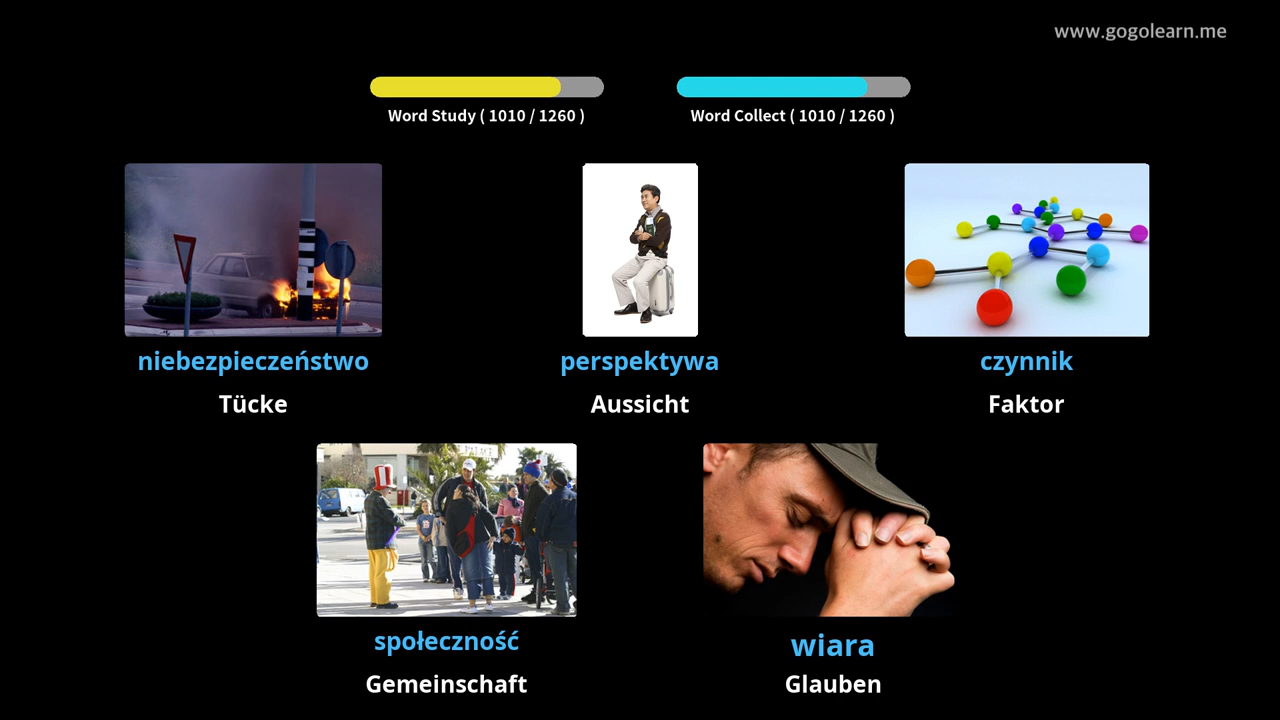 www.gogolearn.me
Word Study ( 1010 / 1260 )
Word Collect ( 1010 / 1260 )
niebezpieczeństwo
Tücke
perspektywa
Aussicht
czynnik
Faktor
społeczność
Gemeinschaft
wiara
Glauben